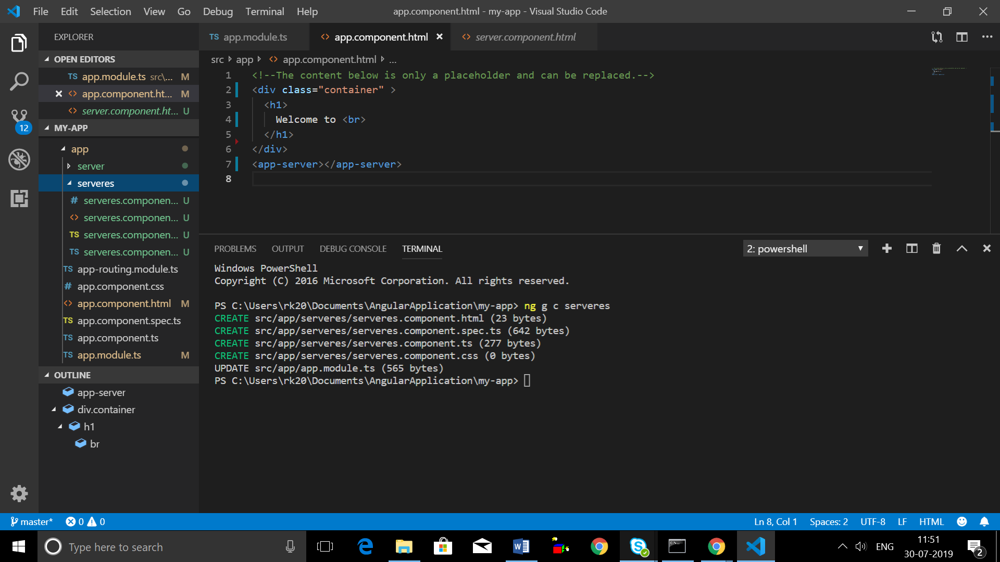 File Edit Selection View Go Debug Terminal Help
app.component.html - my-app - Visual Studio Code
EXPLORER
OPEN EDITORS
TS app.module.ts src\... M
<> app.component.ht... M
<> server.component.ht... U
12
MY-APP
app
server
serveres
# serveres.componen... U
<> serveres.componen... U
TS serveres.componen... U
TS serveres.componen... U
TS app-routing.module.ts
# app.component.css
<> app.component.html M
TS app.component.spec.ts
TS app.component.ts
TS app.module.ts M
OUTLINE
app-server
div.container
h1
br
TS app.module.ts
<> app.component.html
<> server.component.html
src app <> app.component.html ...
1 <!--The content below is only a placeholder and can be replaced.-->
2 <div class="container" >
3 <h1>
4 Welcome to <br>
5 </h1>
6 </div>
7 <app-server></app-server>
8
PROBLEMS OUTPUT DEBUG CONSOLE TERMINAL
2: powershell
Windows PowerShell
Copyright (C) 2016 Microsoft Corporation. All rights reserved.
PS C:\Users\rk20\Documents\AngularApplication\my-app> ng g c serveres
CREATE src/app/serveres/serveres.component.html (23 bytes)
CREATE src/app/serveres/serveres.component.spec.ts (642 bytes)
CREATE src/app/serveres/serveres.component.ts (277 bytes)
CREATE src/app/serveres/serveres.component.css (0 bytes)
UPDATE src/app/app.module.ts (565 bytes)
PS C:\Users\rk20\Documents\AngularApplication\my-app>
master* 0 0
Ln 8, Col 1 Spaces: 2 UTF-8 LF HTML
Type here to search
ENG
11:51
30-07-2019
2